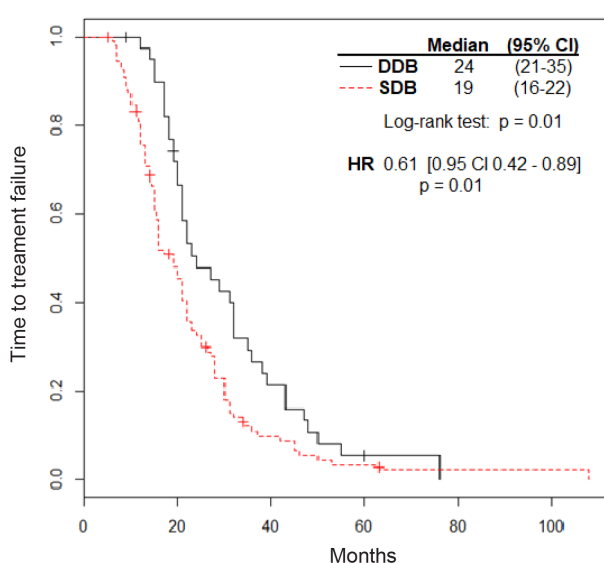 Median (95% CI)
DDB 24 (21-35)
SDB 19 (16-22)
Log-rank test: p = 0.01
HR 0.61 [0.95 CI 0.42 - 0.89]
p = 0.01
Time to treament failure
1.0
0.8
0.6
0.4
0.2
0.0
0 20 40 60 80 100
Months